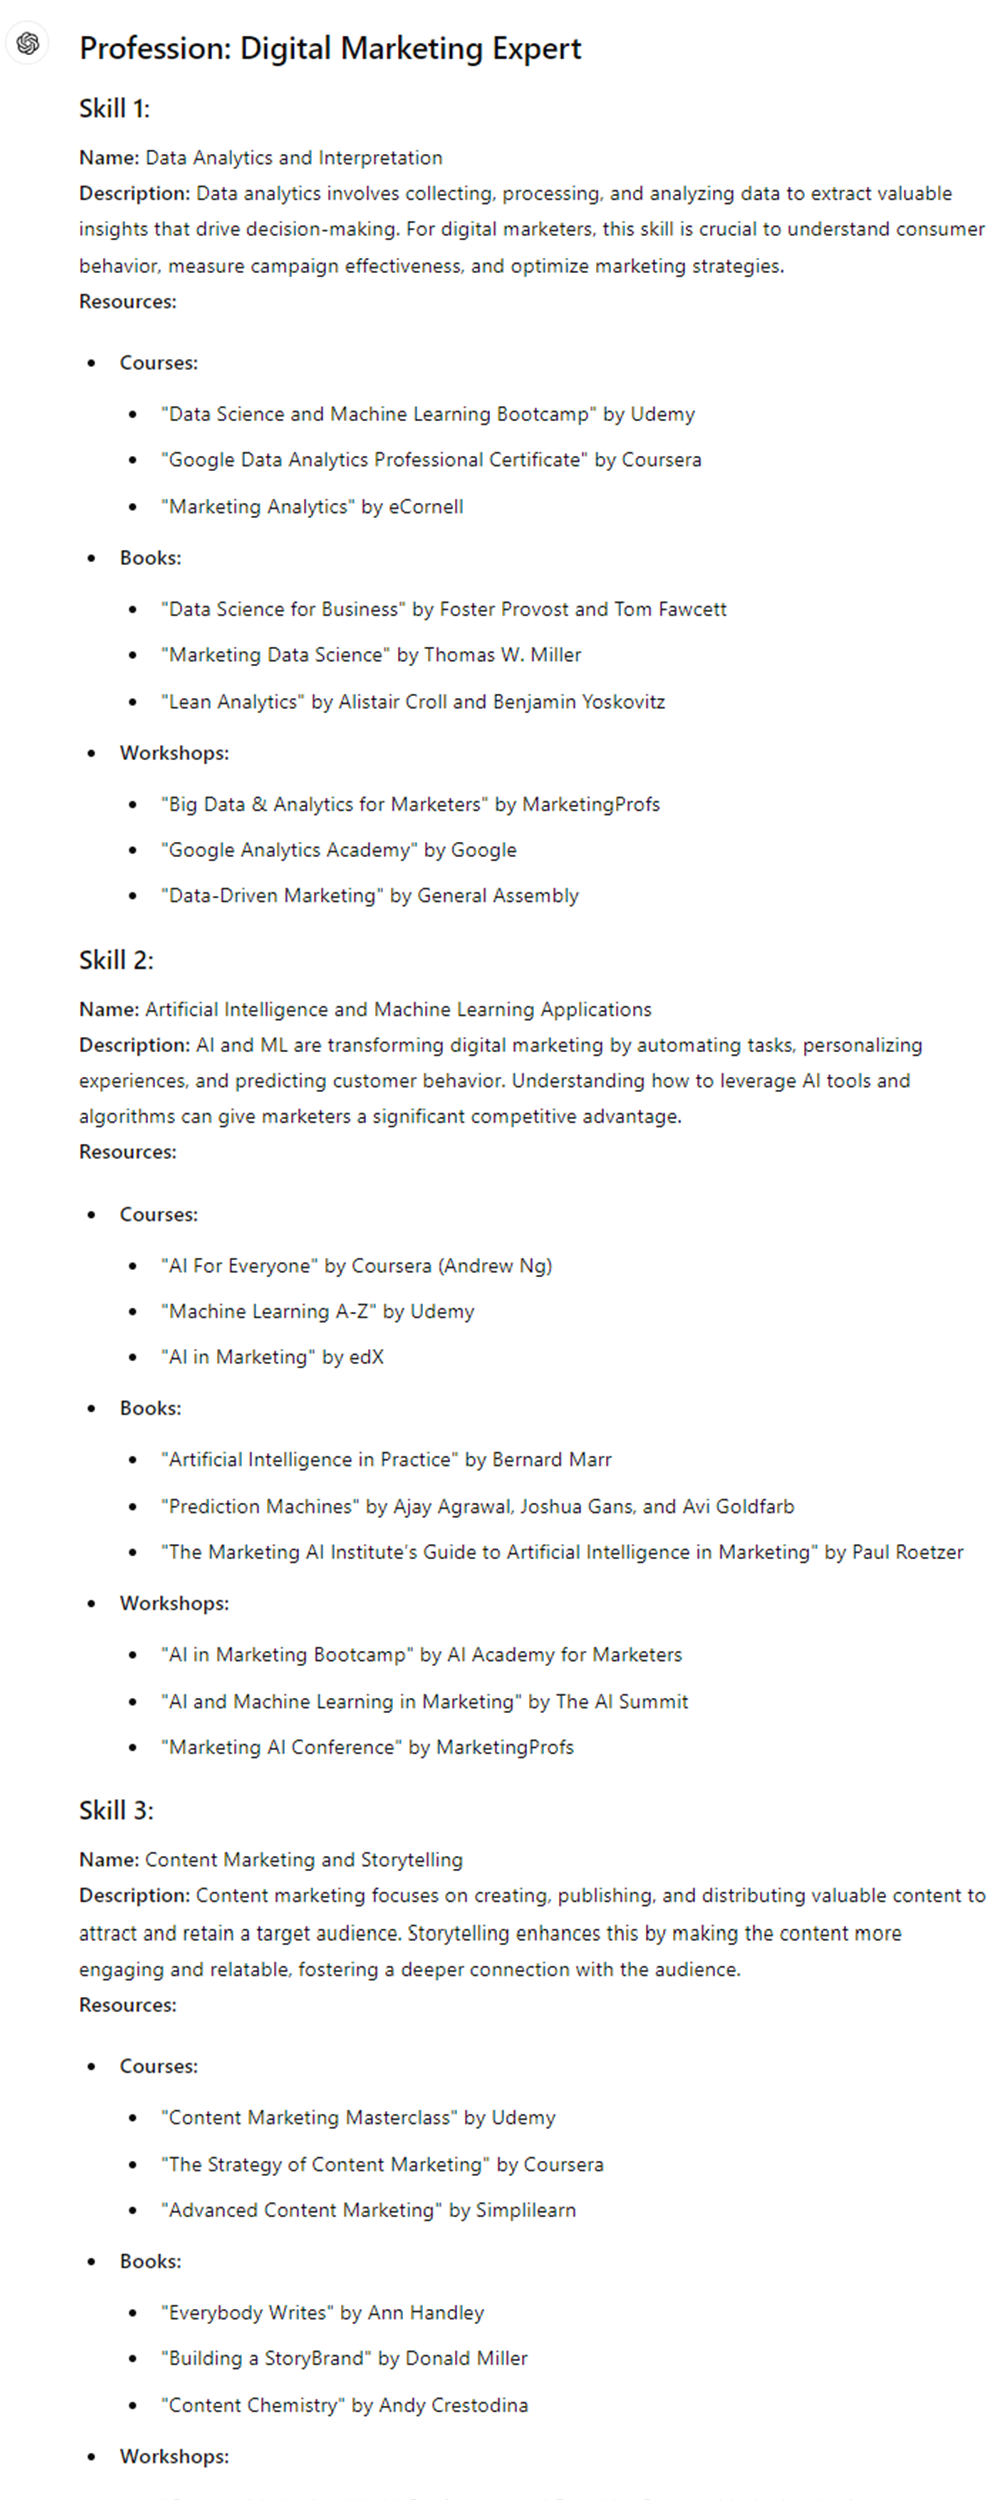 Profession: Digital Marketing Expert
Skill 1:
Name: Data Analytics and Interpretation
Description: Data analytics involves collecting, processing, and analyzing data to extract valuable
insights that drive decision-making. For digital marketers, this skill is crucial to understand consumer
behavior, measure campaign effectiveness, and optimize marketing strategies.
Resources:
• Courses:
• "Data Science and Machine Learning Bootcamp" by Udemy
• "Google Data Analytics Professional Certificate" by Coursera
• "Marketing Analytics" by eCornell
• Books:
• "Data Science for Business" by Foster Provost and Tom Fawcett
• "Marketing Data Science" by Thomas W. Miller
• "Lean Analytics" by Alistair Croll and Benjamin Yoskovitz
• Workshops:
• "Big Data & Analytics for Marketers" by MarketingProfs
• "Google Analytics Academy" by Google
• "Data-Driven Marketing" by General Assembly
Skill 2:
Name: Artificial Intelligence and Machine Learning Applications
Description: AI and ML are transforming digital marketing by automating tasks, personalizing
experiences, and predicting customer behavior. Understanding how to leverage AI tools and
algorithms can give marketers a significant competitive advantage.
Resources:
• Courses:
• "AI For Everyone" by Coursera (Andrew Ng)
• "Machine Learning A-Z" by Udemy
• "AI in Marketing" by edX
• Books:
• "Artificial Intelligence in Practice" by Bernard Marr
• "Prediction Machines" by Ajay Agrawal, Joshua Gans, and Avi Goldfarb
• "The Marketing AI Institute's Guide to Artificial Intelligence in Marketing" by Paul Roetzer
• Workshops:
• "AI in Marketing Bootcamp" by AI Academy for Marketers
• "AI and Machine Learning in Marketing" by The AI Summit
• "Marketing AI Conference" by MarketingProfs
Skill 3:
Name: Content Marketing and Storytelling
Description: Content marketing focuses on creating, publishing, and distributing valuable content to
attract and retain a target audience. Storytelling enhances this by making the content more
engaging and relatable, fostering a deeper connection with the audience.
Resources:
• Courses:
• "Content Marketing Masterclass" by Udemy
• "The Strategy of Content Marketing" by Coursera
• "Advanced Content Marketing" by Simplilearn
• Books:
• "Everybody Writes" by Ann Handley
• "Building a StoryBrand" by Donald Miller
• "Content Chemistry" by Andy Crestodina
• Workshops: